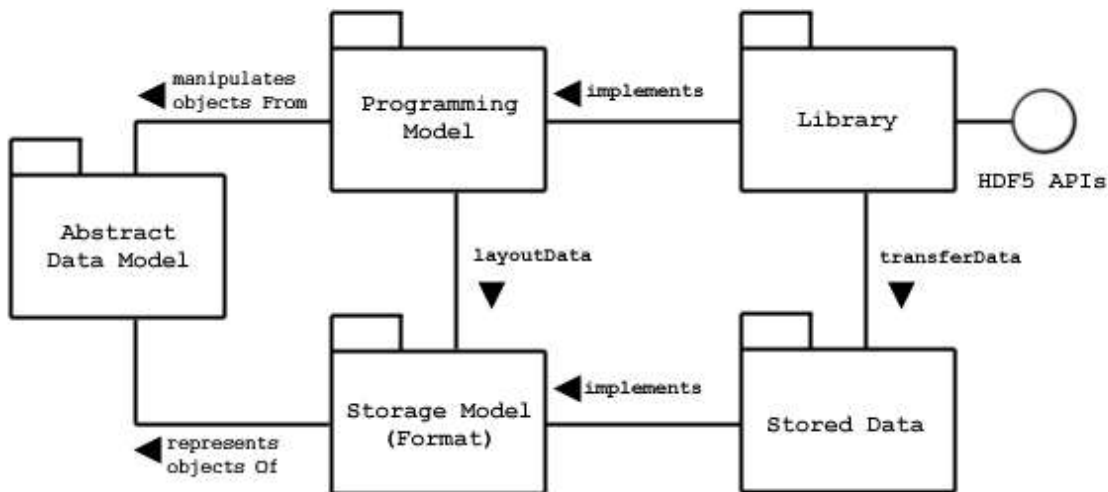 manipulates
objects From
Programming
Model
implements
Library
HDF5 APIs
Abstract
Data Model
layoutData
transferData
Storage Model
(Format)
implements
Stored Data
represents
objects Of